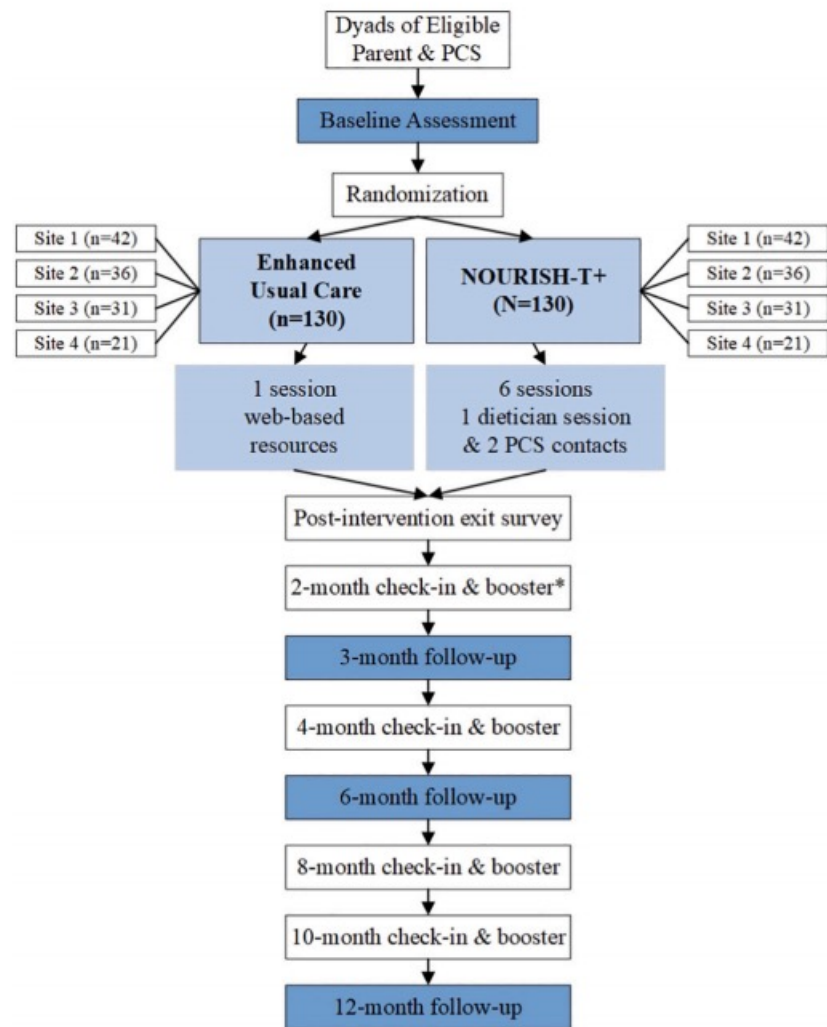 Dyads of Eligible
Parent & PCS
Baseline Assessment
Randomization
Site 1 (n=42)
Site 2 (n=36)
Site 3 (n=31)
Site 4 (n=21)
Enhanced
Usual Care
(n=130)
NOURISH-T+
(N=130)
Site 1 (n=42)
Site 2 (n=36)
Site 3 (n=31)
Site 4 (n=21)
1 session
web-based
resources
6 sessions
1 dietician session
& 2 PCS contacts
Post-intervention exit survey
2-month check-in & booster*
3-month follow-up
4-month check-in & booster
6-month follow-up
8-month check-in & booster
10-month check-in & booster
12-month follow-up